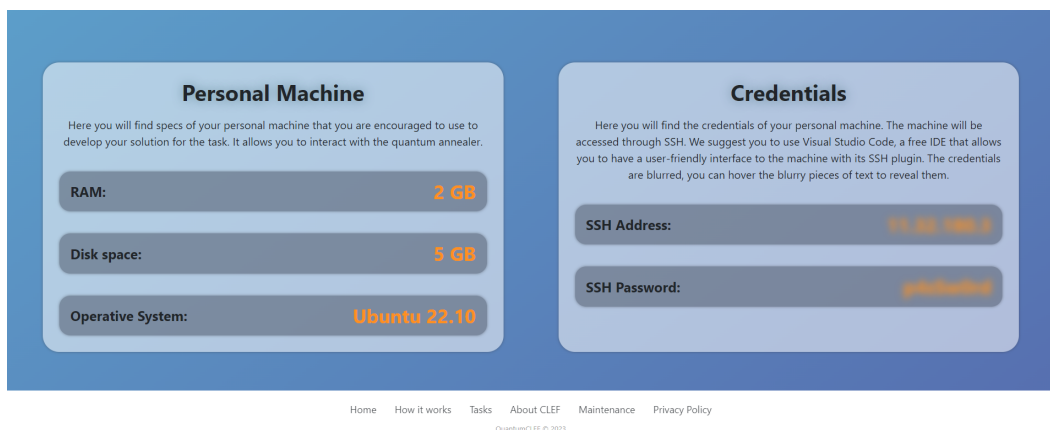 Personal Machine
Here you will find specs of your personal machine that you are encouraged to use to
develop your solution for the task. It allows you to interact with the quantum annealer.
RAM: 2 GB
Disk space: 5 GB
Operative System: Ubuntu 22.10
Credentials
Here you will find the credentials of your personal machine. The machine will be
accessed through SSH. We suggest you to use Visual Studio Code, a free IDE that allows
you to have a user-friendly interface to the machine with its SSH plugin. The credentials
are blurred, you can hover the blurry pieces of text to reveal them.
SSH Address:
SSH Password:
Home How it works Tasks About CLEF Maintenance Privacy Policy
QuantumCLEF © 2023